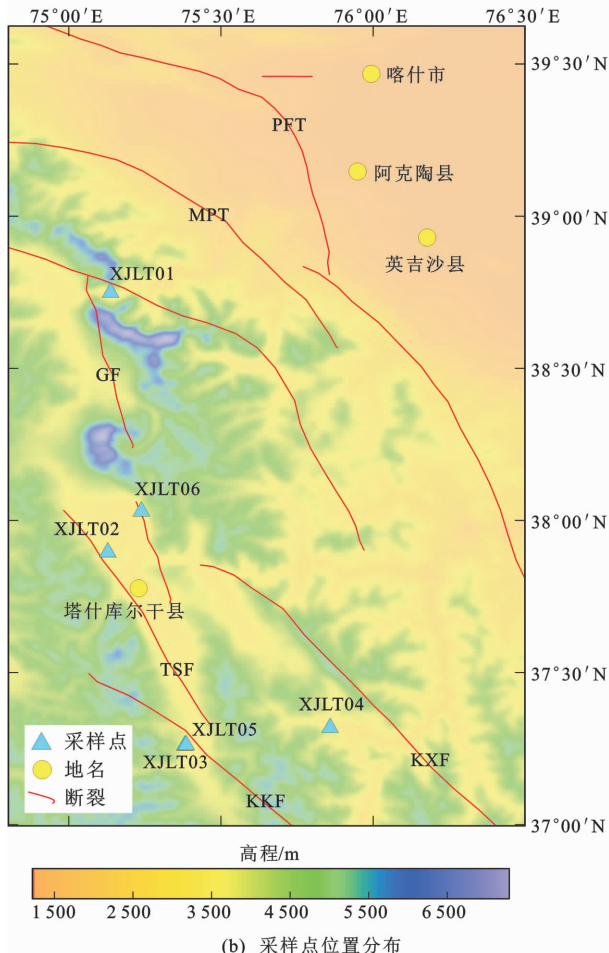 75°00′E 75°30′E 76°00′E 76°30′E
39°30′N
喀什市
PFT
阿克陶县
39°00′N
MPT
英吉沙县
XJLT01
38°30′N
GF
XJLT06
38°00′N
XJLT02
塔什库尔干县
TSF
37°30′N
XJLT04
XJLT05
采样点
XJLT03
KXF
地名
断裂
KKF
37°00′N
高程/m
1 500 2 500 3 500 4 500 5 500 6 500
(b) 采样点位置分布